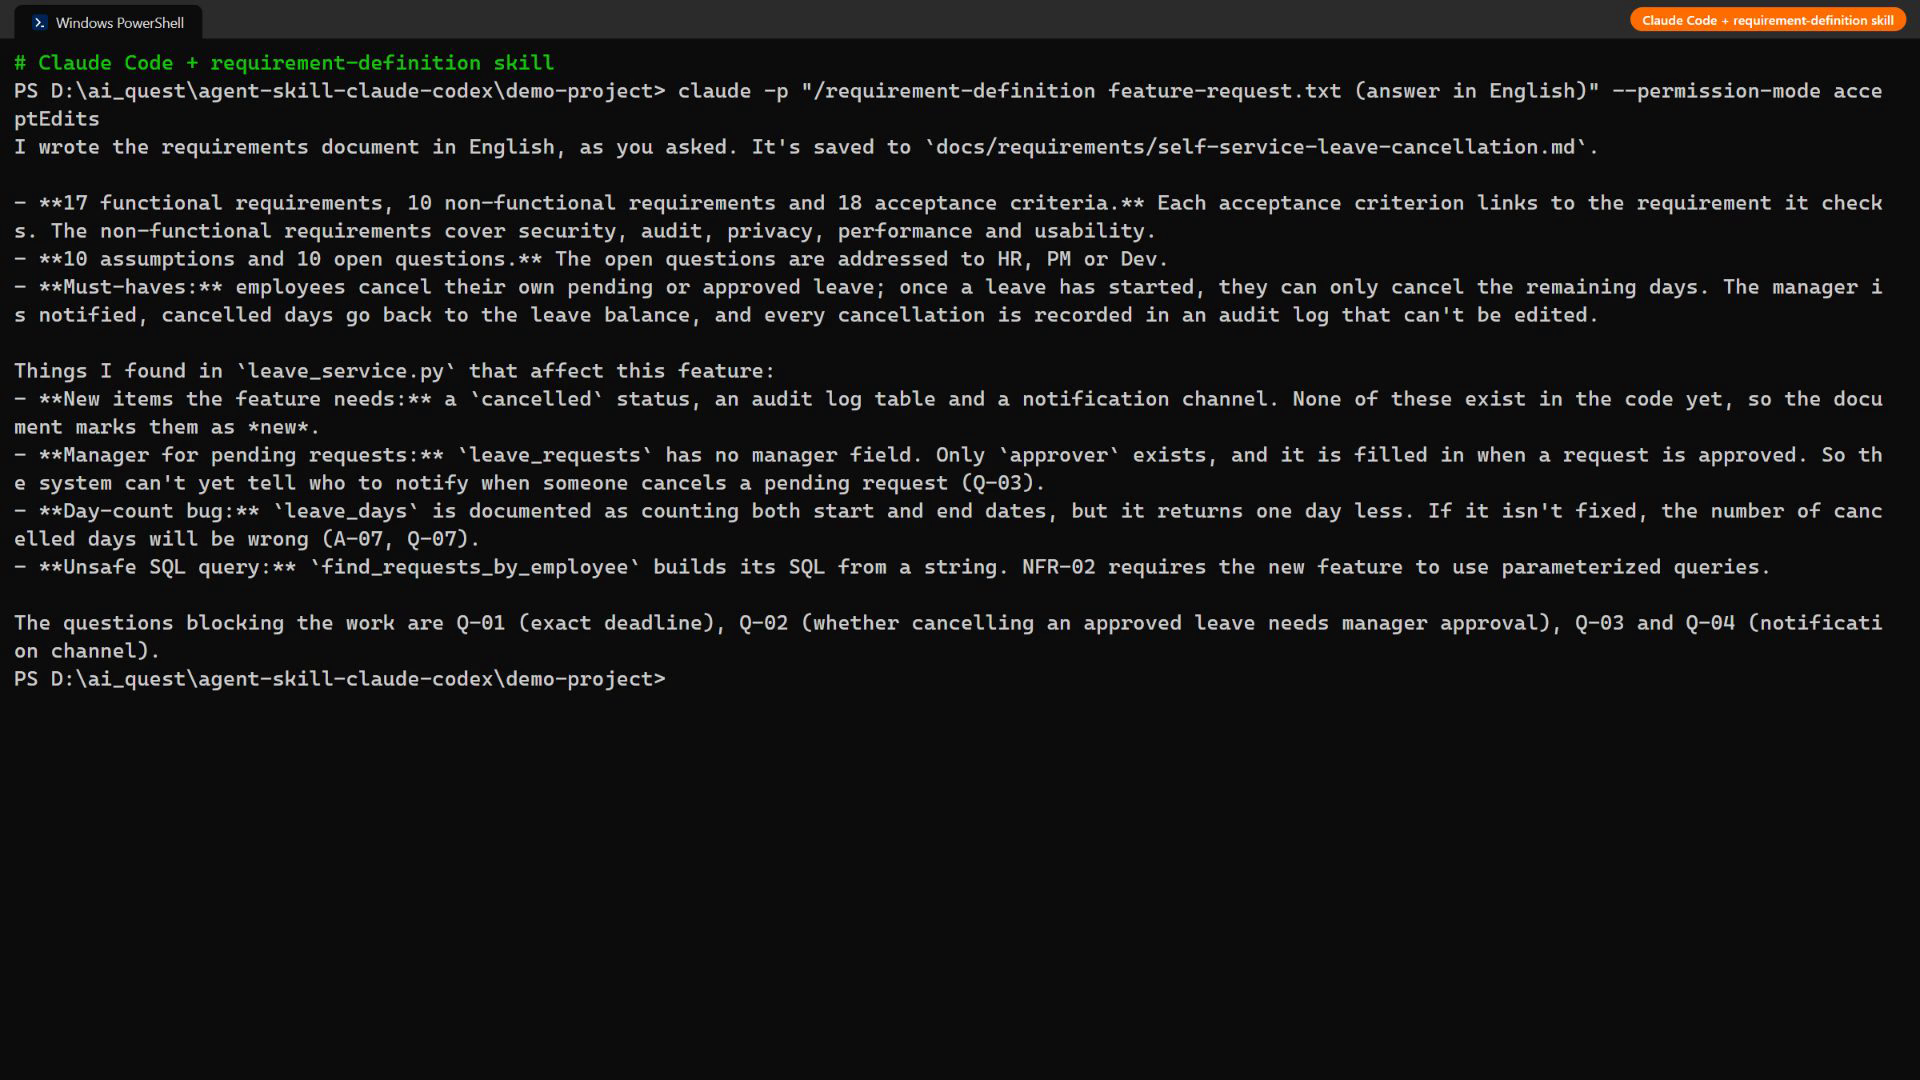 Windows PowerShell
Claude Code + requirement-definition skill
# Claude Code + requirement-definition skill
PS D:\ai_quest\agent-skill-claude-codex\demo-project> claude -p "/requirement-definition feature-request.txt (answer in English)" --permission-mode acce
ptEdits
I wrote the requirements document in English, as you asked. It's saved to `docs/requirements/self-service-leave-cancellation.md`.
- **17 functional requirements, 10 non-functional requirements and 18 acceptance criteria.** Each acceptance criterion links to the requirement it check
s. The non-functional requirements cover security, audit, privacy, performance and usability.
- **10 assumptions and 10 open questions.** The open questions are addressed to HR, PM or Dev.
- **Must-haves:** employees cancel their own pending or approved leave; once a leave has started, they can only cancel the remaining days. The manager i
s notified, cancelled days go back to the leave balance, and every cancellation is recorded in an audit log that can't be edited.
Things I found in `leave_service.py` that affect this feature:
- **New items the feature needs:** a `cancelled` status, an audit log table and a notification channel. None of these exist in the code yet, so the docu
ment marks them as *new*.
- **Manager for pending requests:** `leave_requests` has no manager field. Only `approver` exists, and it is filled in when a request is approved. So th
e system can't yet tell who to notify when someone cancels a pending request (Q-03).
- **Day-count bug:** `leave_days` is documented as counting both start and end dates, but it returns one day less. If it isn't fixed, the number of canc
elled days will be wrong (A-07, Q-07).
- **Unsafe SQL query:** `find_requests_by_employee` builds its SQL from a string. NFR-02 requires the new feature to use parameterized queries.
The questions blocking the work are Q-01 (exact deadline), Q-02 (whether cancelling an approved leave needs manager approval), Q-03 and Q-04 (notificati
on channel).
PS D:\ai_quest\agent-skill-claude-codex\demo-project>